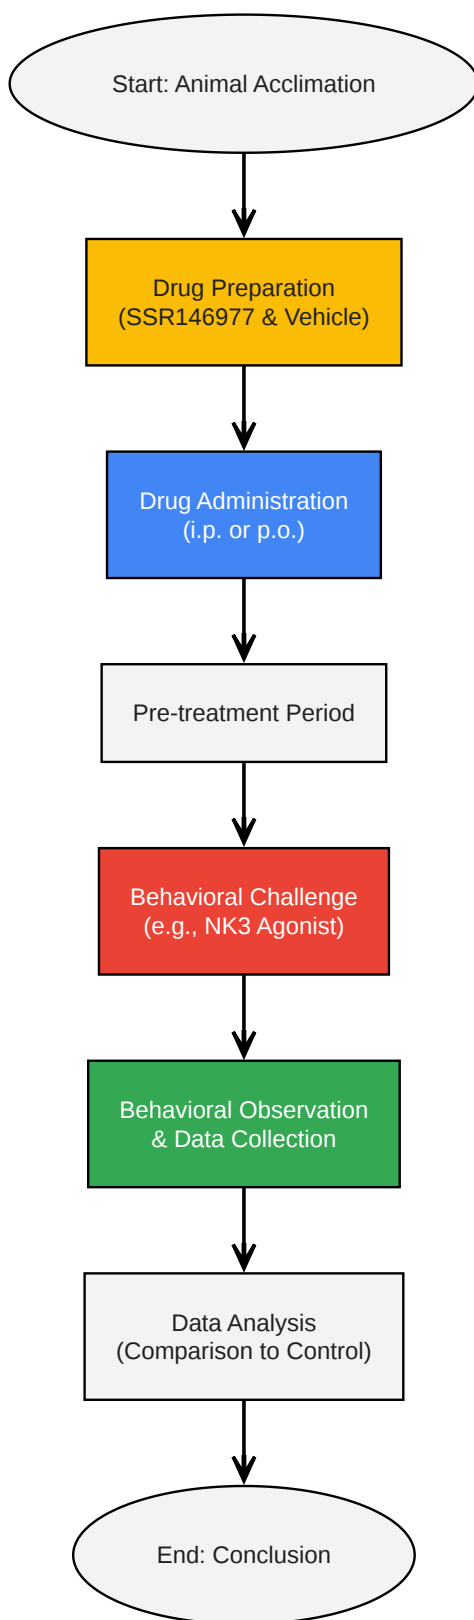 Start: Animal Acclimation
Drug Preparation
(SSR146977 & Vehicle)
Drug Administration
(i.p. or p.o.)
Pre-treatment Period
Behavioral Challenge
(e.g., NK3 Agonist)
Behavioral Observation
& Data Collection
Data Analysis
(Comparison to Control)
End: Conclusion